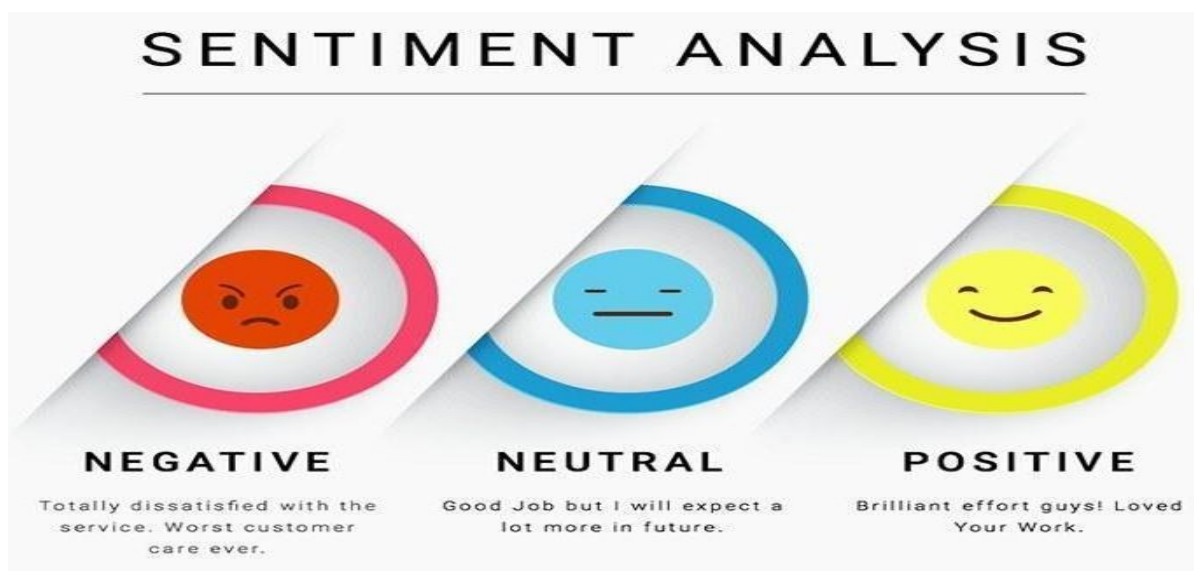 SENTIMENT ANALYSIS
NEGATIVE
Totally dissatisfied with the
service. Worst customer
care ever.
NEUTRAL
Good Job but I will expect a
lot more in future.
POSITIVE
Brilliant effort guys! Loved
Your Work.